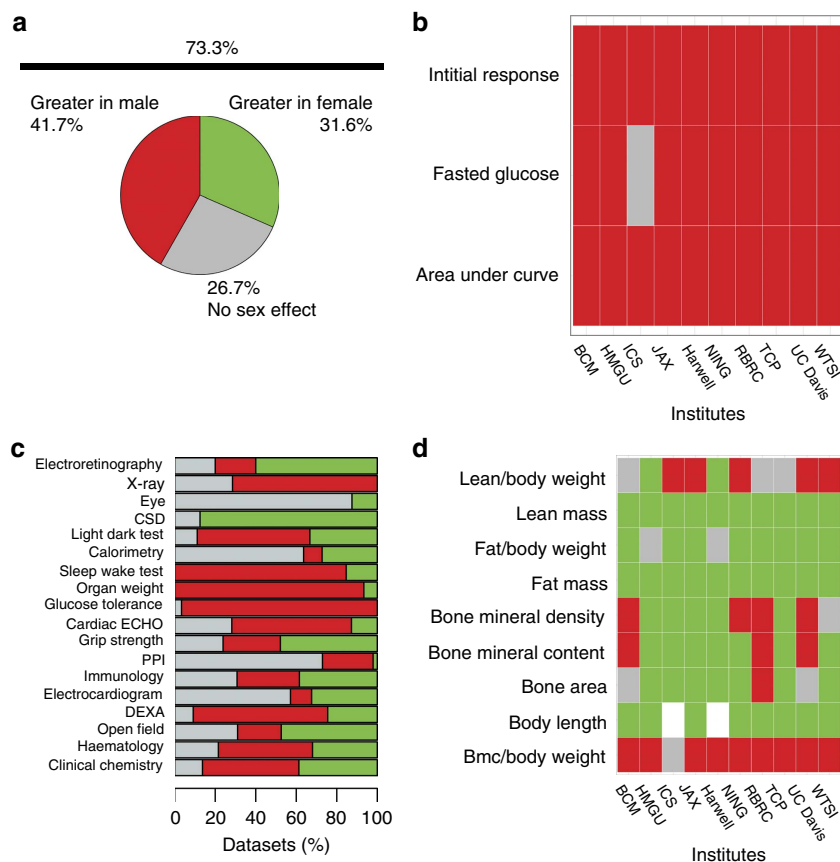 a
73.3%
Greater in male
41.7%
Greater in female
31.6%
26.7%
No sex effect
b
Intitial response
Fasted glucose
Area under curve
BCM
HMGU
ICS
JAX
Harwell
NING
RBRC
TCP
UC Davis
WTSI
Institutes
c
Electroretinography
X-ray
Eye
CSD
Light dark test
Calorimetry
Sleep wake test
Organ weight
Glucose tolerance
Cardiac ECHO
Grip strength
PPI
Immunology
Electrocardiogram
DEXA
Open field
Haematology
Clinical chemistry
0 20 40 60 80 100
Datasets (%)
d
Lean/body weight
Lean mass
Fat/body weight
Fat mass
Bone mineral density
Bone mineral content
Bone area
Body length
Bmc/body weight
BCM
HMGU
ICS
JAX
Harwell
NING
RBRC
TCP
UC Davis
WTSI
Institutes